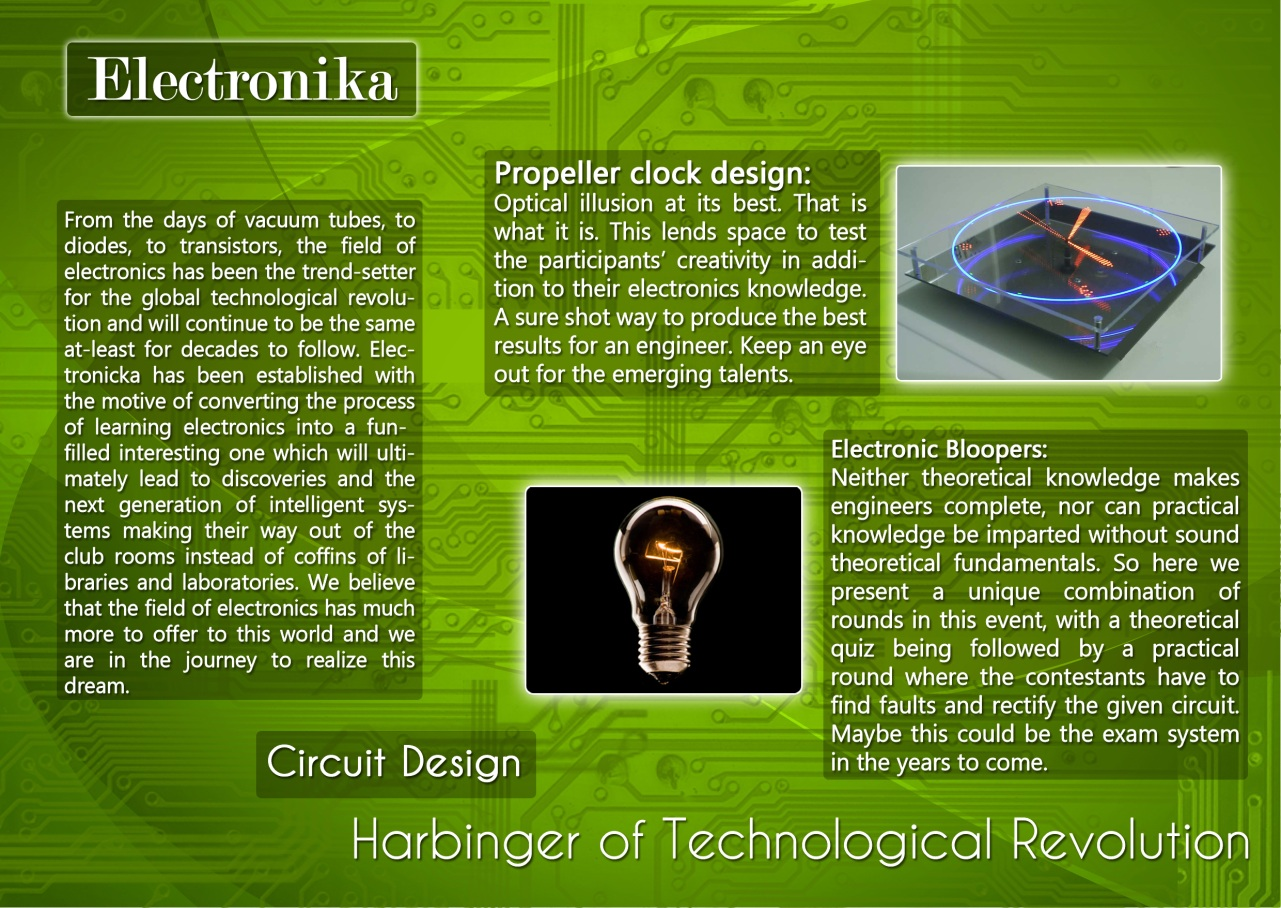 Electronika
From the days of vacuum tubes, to
diodes, to transistors, the field of
electronics has been the trend-setter
for the global technological revolu-
tion and will continue to be the same
at-least for decades to follow. Elec-
tronicka has been established with
the motive of converting the process
of learning electronics into a fun-
filled interesting one which will ulti-
mately lead to discoveries and the
next generation of intelligent sys-
tems making their way out of the
club rooms instead of coffins of li-
braries and laboratories. We believe
that the field of electronics has much
more to offer to this world and we
are in the journey to realize this
dream.
Propeller clock design:
Optical illusion at its best. That is
what it is. This lends space to test
the participants’ creativity in addi-
tion to their electronics knowledge.
A sure shot way to produce the best
results for an engineer. Keep an eye
out for the emerging talents.
Electronic Bloopers:
Neither theoretical knowledge makes
engineers complete, nor can practical
knowledge be imparted without sound
theoretical fundamentals. So here we
present a unique combination of
rounds in this event, with a theoretical
quiz being followed by a practical
round where the contestants have to
find faults and rectify the given circuit.
Maybe this could be the exam system
in the years to come.
Circuit Design
Harbinger of Technological Revolution